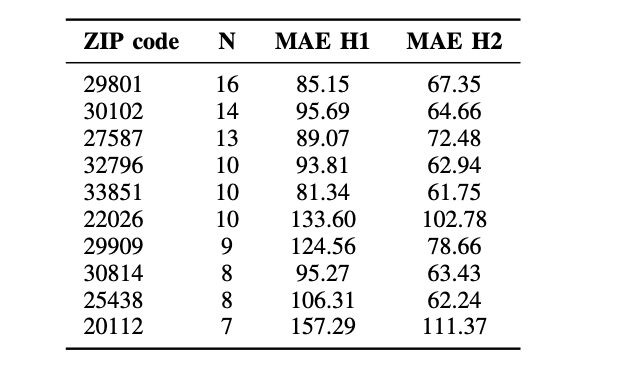 ZIP code N MAE H1 MAE H2
29801 16 85.15 67.35
30102 14 95.69 64.66
27587 13 89.07 72.48
32796 10 93.81 62.94
33851 10 81.34 61.75
22026 10 133.60 102.78
29909 9 124.56 78.66
30814 8 95.27 63.43
25438 8 106.31 62.24
20112 7 157.29 111.37